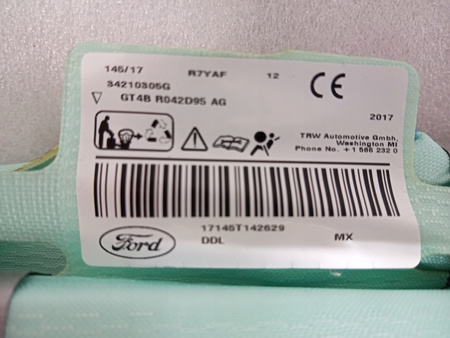 145/17 R7YAF 12 CE
34210305G
GT4B R042D95 AG
2017
TRW Automotive Gmbh,
Washington MI
Phone No. +1 586 232 0
17145T142629
Ford DDL MX